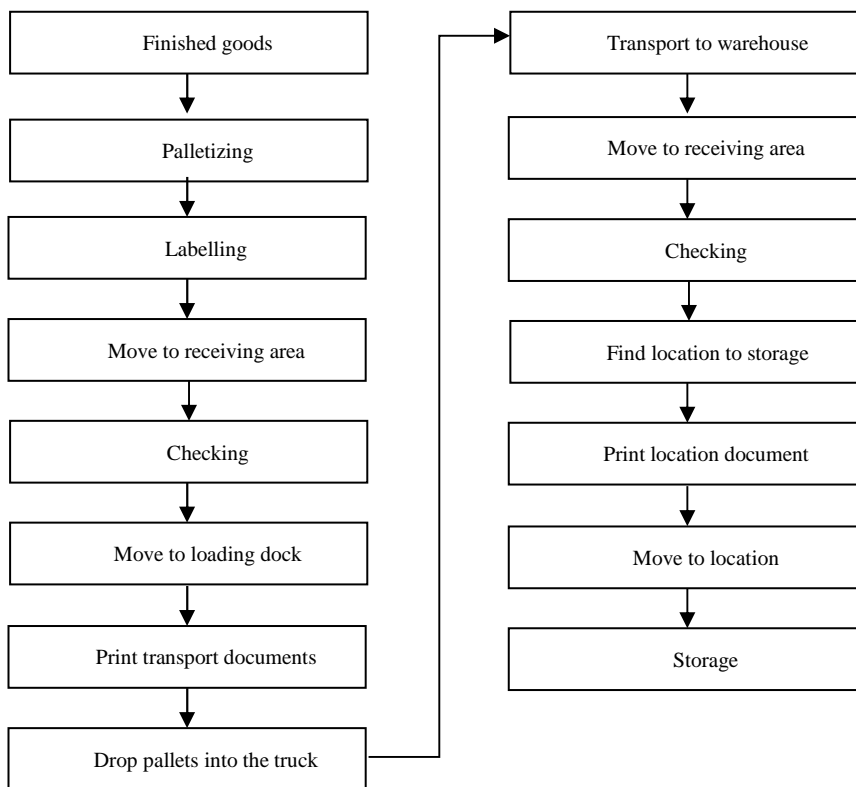 Finished goods
Palletizing
Labelling
Move to receiving area
Checking
Move to loading dock
Print transport documents
Drop pallets into the truck
Transport to warehouse
Move to receiving area
Checking
Find location to storage
Print location document
Move to location
Storage